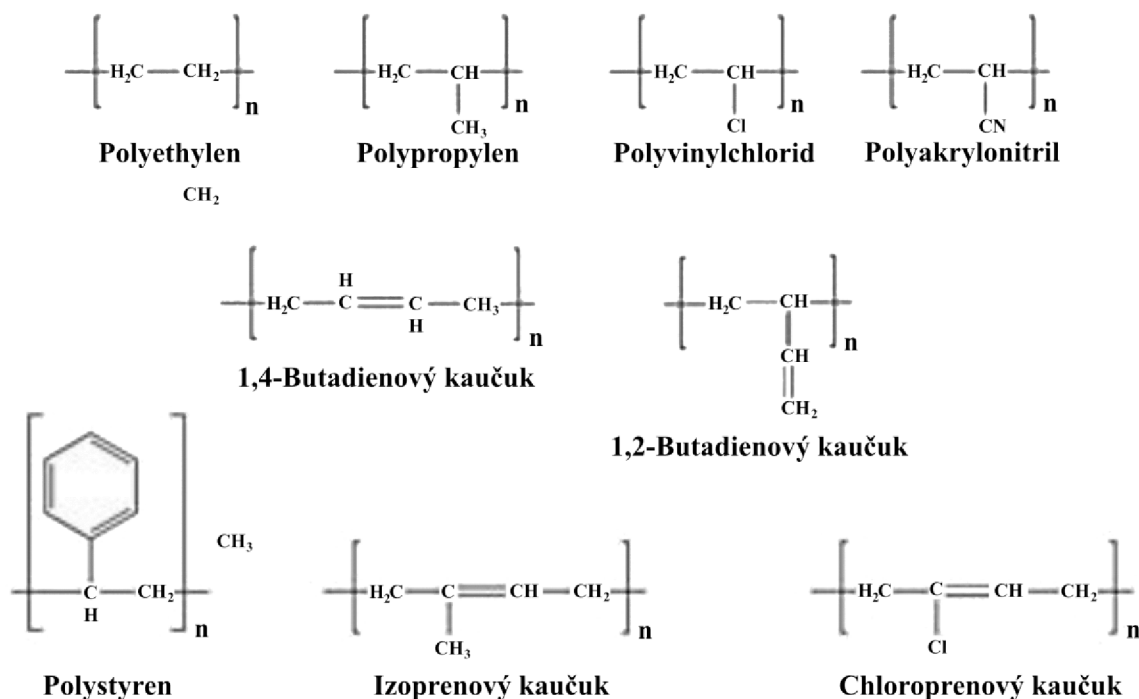 H₂C CH₂ n H₂C CH n H₂C CH n H₂C CH n
CH₃ Cl CN
Polyethylen Polypropylen Polyvinylchlorid Polyakrylonitril
CH₂
H
H₂C C C CH₃ n H₂C CH n
H
CH
1,4-Butadienový kaučuk
CH₂
1,2-Butadienový kaučuk
CH₃
C CH₂ n H₂C C CH CH₂ n H₂C C CH CH₂ n
H
CH₃ Cl
Polystyren Izoprenový kaučuk Chloroprenový kaučuk